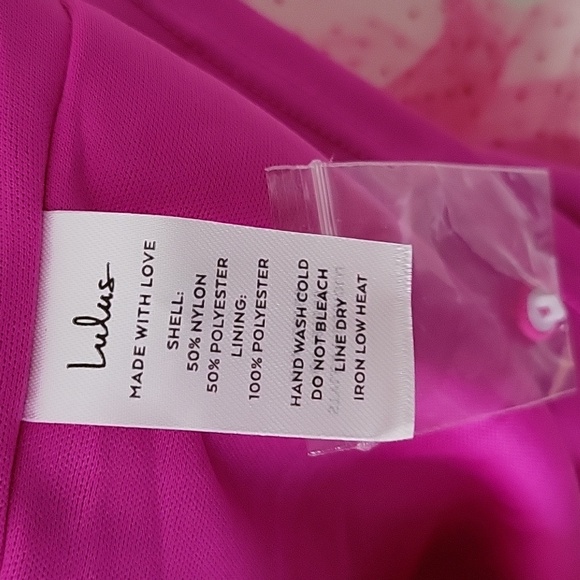 Lulus
MADE WITH LOVE
SHELL:
50% NYLON
50% POLYESTER
LINING:
100% POLYESTER
HAND WASH COLD
DO NOT BLEACH
LINE DRY
IRON LOW HEAT